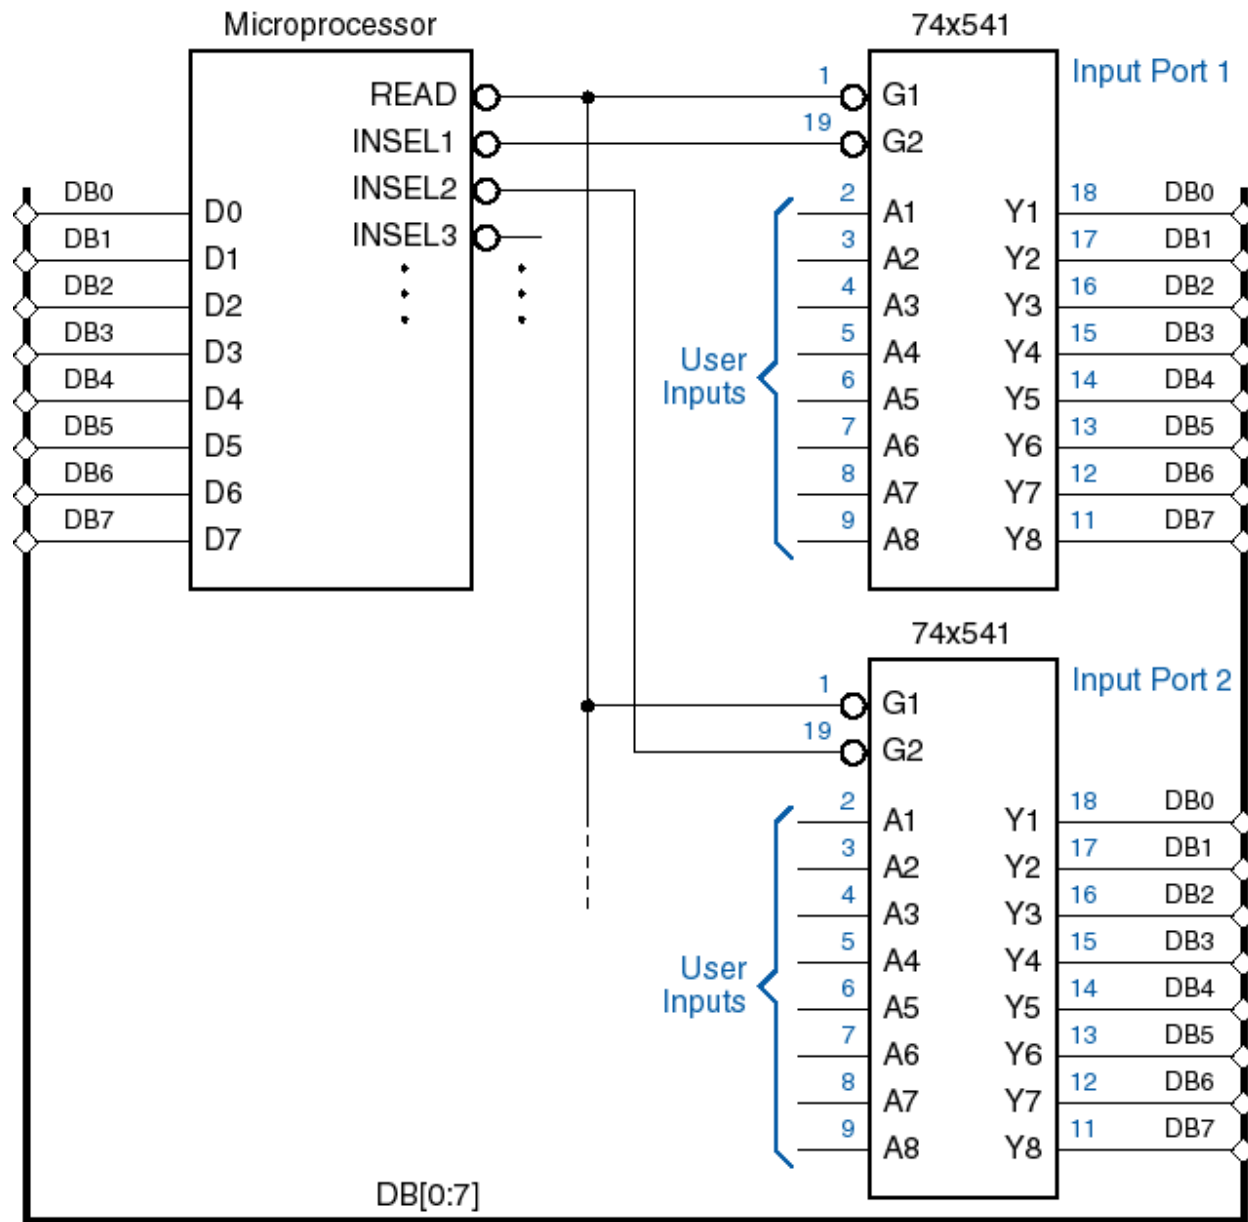 Microprocessor
READ
INSEL1
INSEL2
INSEL3
DB0 D0
DB1 D1
DB2 D2
DB3 D3
DB4 D4
DB5 D5
DB6 D6
DB7 D7
74x541
Input Port 1
1 G1
19 G2
User
Inputs
2 A1 Y1 18 DB0
3 A2 Y2 17 DB1
4 A3 Y3 16 DB2
5 A4 Y4 15 DB3
6 A5 Y5 14 DB4
7 A6 Y6 13 DB5
8 A7 Y7 12 DB6
9 A8 Y8 11 DB7
74x541
Input Port 2
1 G1
19 G2
User
Inputs
2 A1 Y1 18 DB0
3 A2 Y2 17 DB1
4 A3 Y3 16 DB2
5 A4 Y4 15 DB3
6 A5 Y5 14 DB4
7 A6 Y6 13 DB5
8 A7 Y7 12 DB6
9 A8 Y8 11 DB7
DB[0:7]